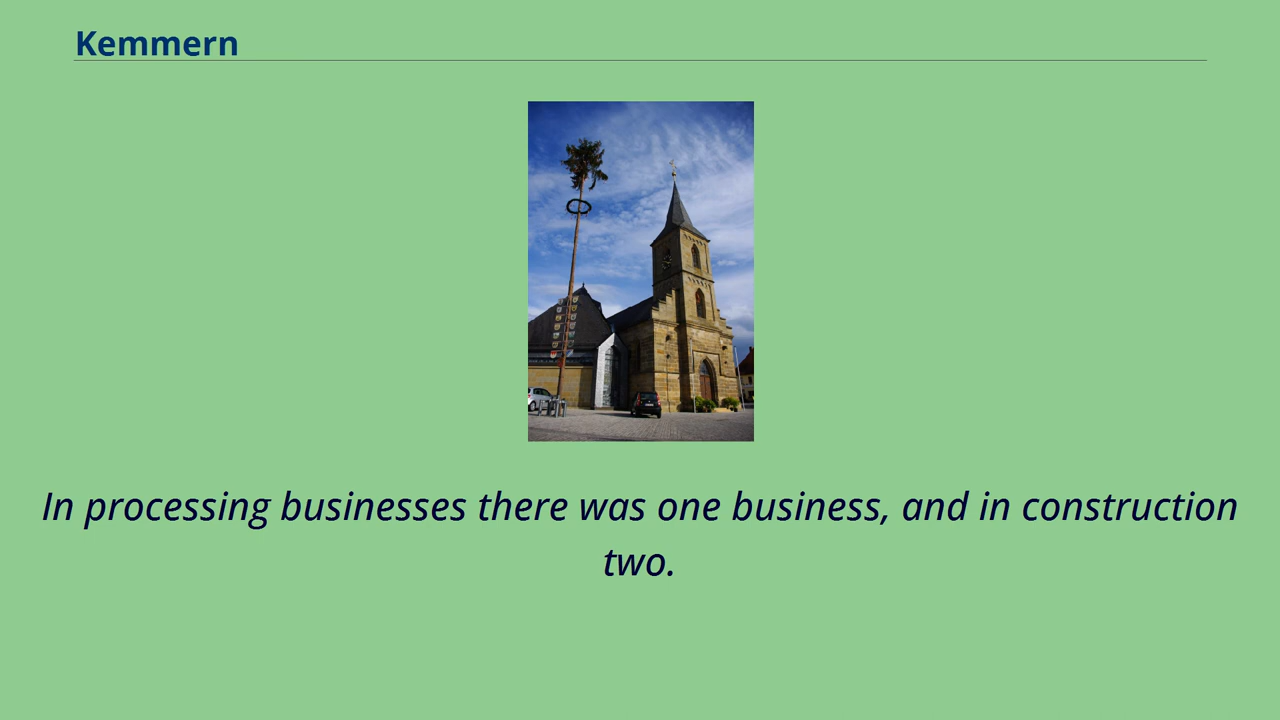 Kemmern
In processing businesses there was one business, and in construction
two.